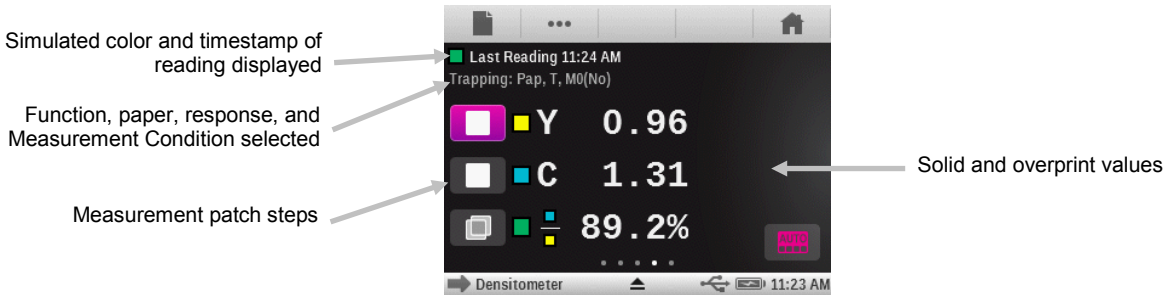 Simulated color and timestamp of
reading displayed
Function, paper, response, and
Measurement Condition selected
Measurement patch steps
Last Reading 11:24 AM
Trapping: Pap, T, M0(No)
Y 0.96
C 1.31
89.2%
AUTO
Densitometer
11:23 AM
Solid and overprint values